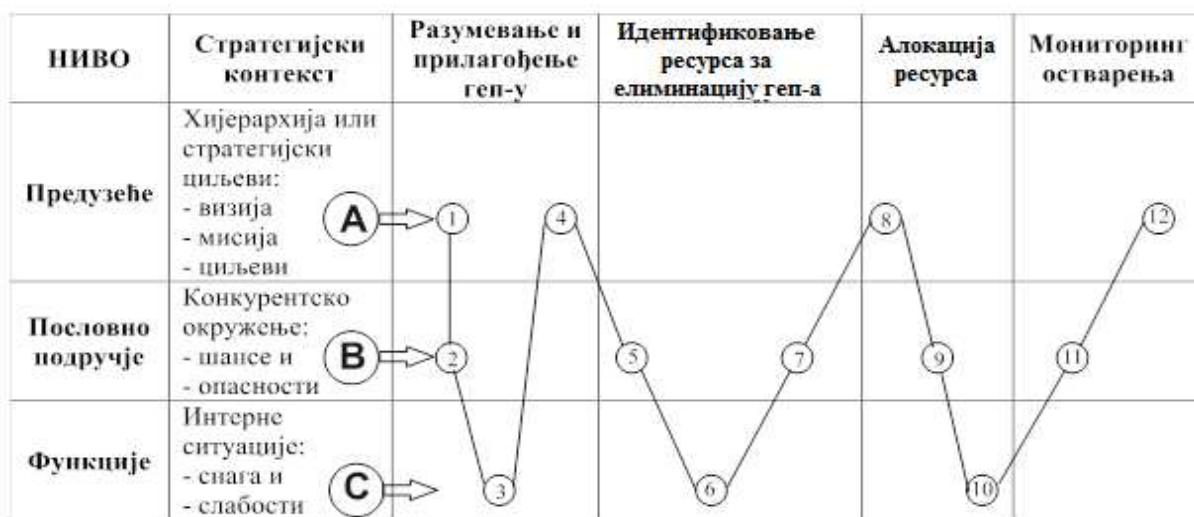 НИВО
Стратегијски
контекст
Разумевање и
прилагођење
геп-у
Идентификовање
ресурса за
елиминацију геп-а
Алокација
ресурса
Мониторинг
остварења
Предузеће
Хијерархија или
стратегијски
циљеви:
- визија
- мисија
- циљеви
A
1
4
8
12
Пословно
подручје
Конкурентско
окружење:
- шансе и
- опасности
B
2
5
7
9
11
Функције
Интерне
ситуације:
- снага и
- слабости
C
3
6
10